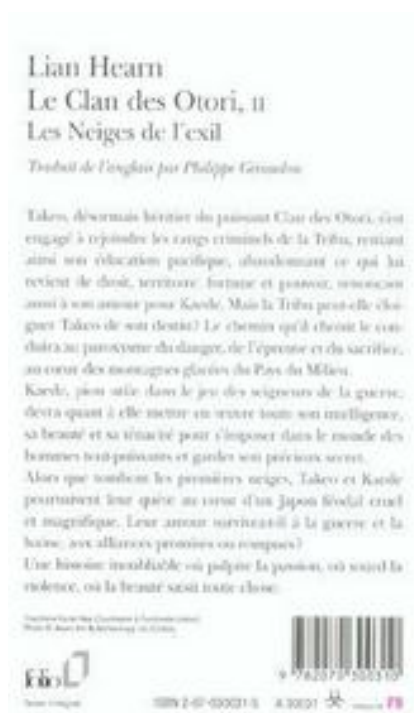 Lian Hearn
Le Clan des Otori, II
Les Neiges de l'exil
Traduit de l'anglais par Philippe Giraudon
Takeo, désormais héritier du puissant Clan des Otori, s'est
engagé à rejoindre les rangs criminels de la Tribu, reniant
ainsi son éducation pacifique, abandonnant ce qui lui
revient de droit, territoire, fortune et pouvoir, renonçant
aussi à son amour pour Kaede. Mais la Tribu peut-elle éloi-
gner Takeo de son destin? Le chemin qu'il choisit le con-
duira au paroxysme du danger, de l'épreuve et du sacrifice,
au cœur des montagnes glacées du Pays du Milieu.
Kaede, pion utile dans le jeu des seigneurs de la guerre,
devra quant à elle mettre en œuvre toute son intelligence,
sa beauté et sa ténacité pour s'imposer dans le monde des
hommes tout-puissants et garder son précieux secret.
Alors que tombent les premières neiges, Takeo et Kaede
poursuivent leur quête au cœur d'un Japon féodal cruel
et magnifique. Leur amour survivra-t-il à la guerre et la
haine, aux alliances promises ou rompues?
Une histoire inoubliable où palpite la passion, où sourd la
violence, où la beauté saisit toute chose.
folio
ISBN 2-07-030031-5